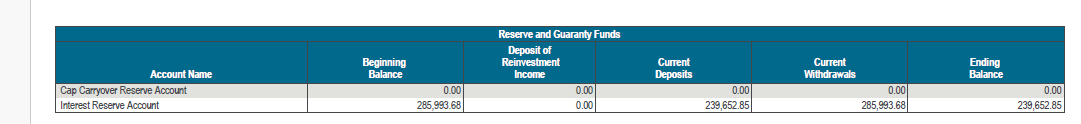 Reserve and Guaranty Funds
Account Name Beginning Balance Deposit of Reinvestment Income Current Deposits Current Withdrawals Ending Balance
Cap Carryover Reserve Account 0.00 0.00 0.00 0.00 0.00
Interest Reserve Account 285,993.68 0.00 239,652.85 285,993.68 239,652.85